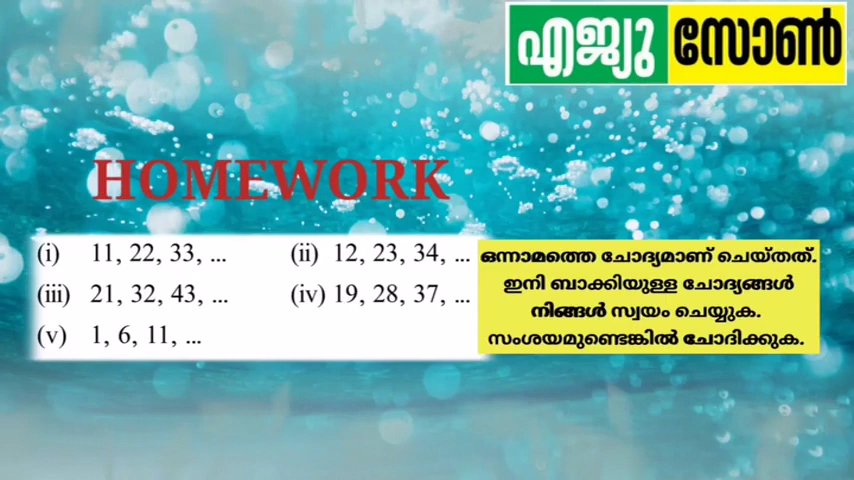 എജ്യു സോൺ
HOMEWORK
(i) 11, 22, 33, ... (ii) 12, 23, 34, ...
(iii) 21, 32, 43, ... (iv) 19, 28, 37, ...
(v) 1, 6, 11, ...
ഒന്നാമത്തെ ചോദ്യമാണ് ചെയ്തത്.
ഇനി ബാക്കിയുള്ള ചോദ്യങ്ങൾ
നിങ്ങൾ സ്വയം ചെയ്യുക.
സംശയമുണ്ടെങ്കിൽ ചോദിക്കുക.